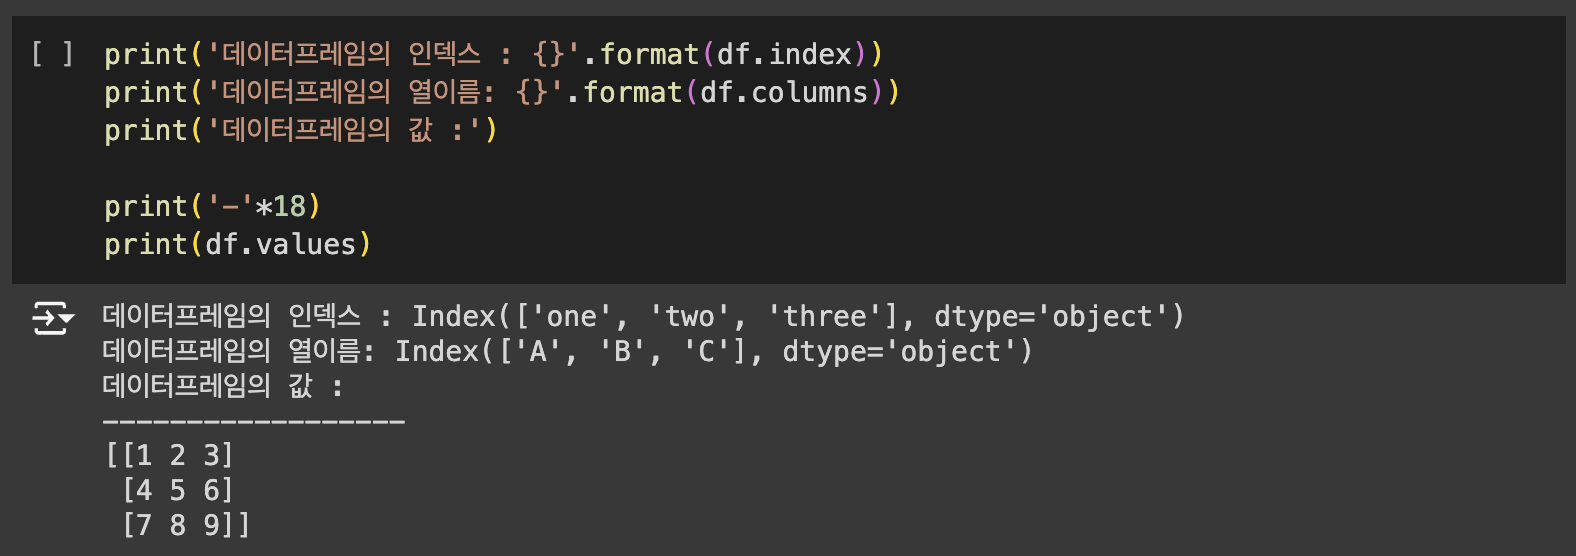 [ ] print('데이터프레임의 인덱스 : {}'.format(df.index))
print('데이터프레임의 열이름: {}'.format(df.columns))
print('데이터프레임의 값 :')
print('-'*18)
print(df.values)
데이터프레임의 인덱스 : Index(['one', 'two', 'three'], dtype='object')
데이터프레임의 열이름: Index(['A', 'B', 'C'], dtype='object')
데이터프레임의 값 :
------------------
[[1 2 3]
[4 5 6]
[7 8 9]]